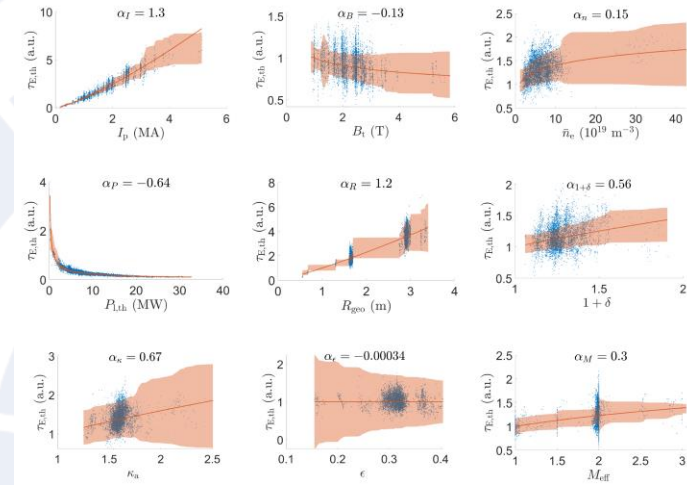 α_I = 1.3
τ_E,th (a.u.)
10
5
0
0 2 4 6
I_p (MA)
α_B = −0.13
τ_E,th (a.u.)
1.5
1
0.5
0 2 4 6
B_t (T)
α_n = 0.15
τ_E,th (a.u.)
2.5
2
1.5
1
0.5
0 20 40
n̄_e (10^19 m^−3)
α_P = −0.64
τ_E,th (a.u.)
4
2
0
0 10 20 30 40
P_l,th (MW)
α_R = 1.2
τ_E,th (a.u.)
8
6
4
2
0
0 1 2 3 4
R_geo (m)
α_1+δ = 0.56
τ_E,th (a.u.)
2
1.5
1
0.5
1 1.5 2
1 + δ
α_κ = 0.67
τ_E,th (a.u.)
3
2
1
0
1 1.5 2 2.5
κ_a
α_ϵ = −0.00034
τ_E,th (a.u.)
2
1
0
0.1 0.2 0.3 0.4
ϵ
α_M = 0.3
τ_E,th (a.u.)
2.5
2
1.5
1
0.5
1 1.5 2 2.5 3
M_eff